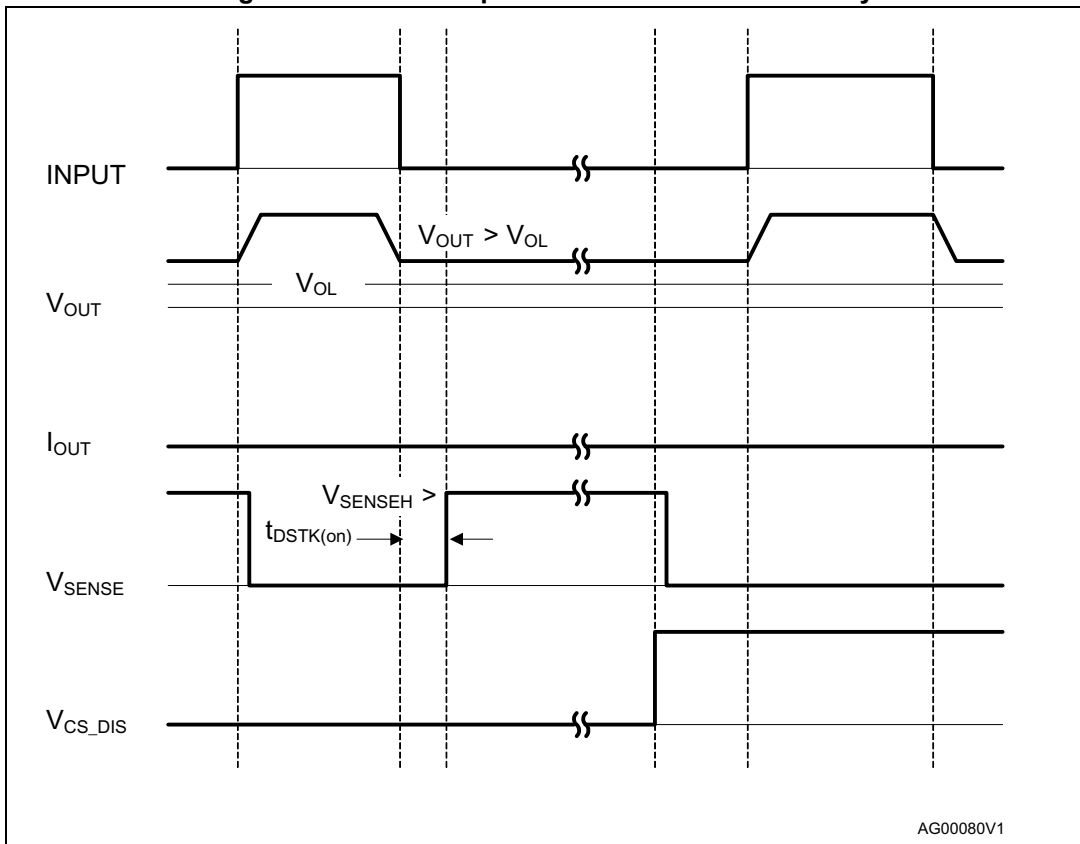 INPUT
V_OUT > V_OL
V_OL
V_OUT
I_OUT
V_SENSEH >
t_DSTK(on)
V_SENSE
V_CS_DIS
AG00080V1